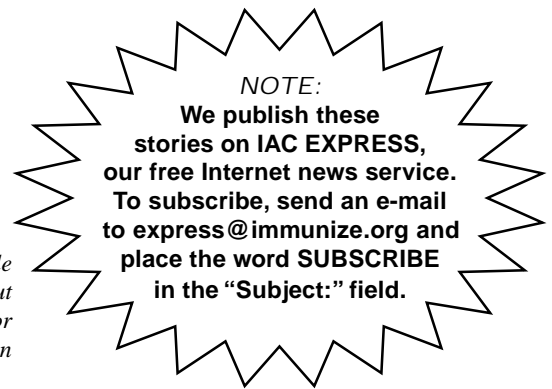 NOTE:
We publish these
stories on IAC EXPRESS,
our free Internet news service.
To subscribe, send an e-mail
to express@immunize.org and
place the word SUBSCRIBE
in the “Subject:” field.